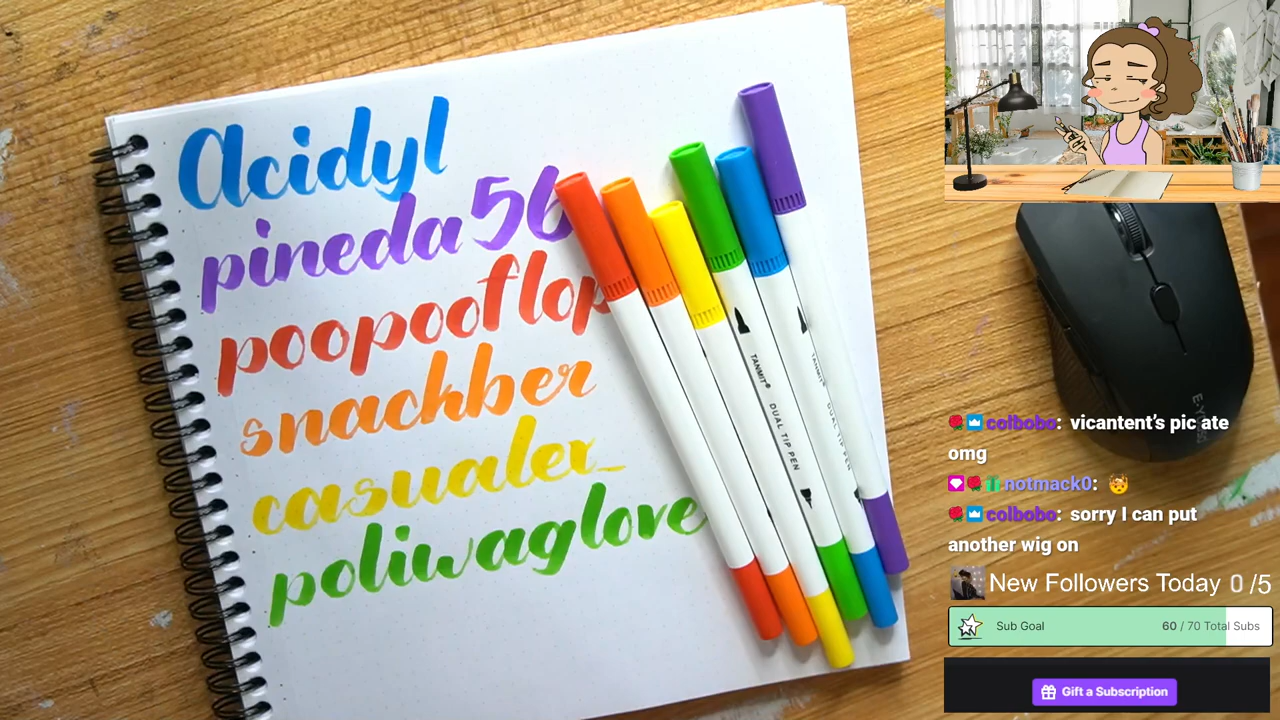 Acidyl
pineda56
poopooflop
snackber
casualex_
poliwaglove
TANMIT® DUAL TIP PEN
TANMIT DUAL TIP PEN
colbobo: vicantent's pic ate
omg
notmack0: 🤯
colbobo: sorry I can put
another wig on
New Followers Today 0 /5
Sub Goal 60 / 70 Total Subs
Gift a Subscription